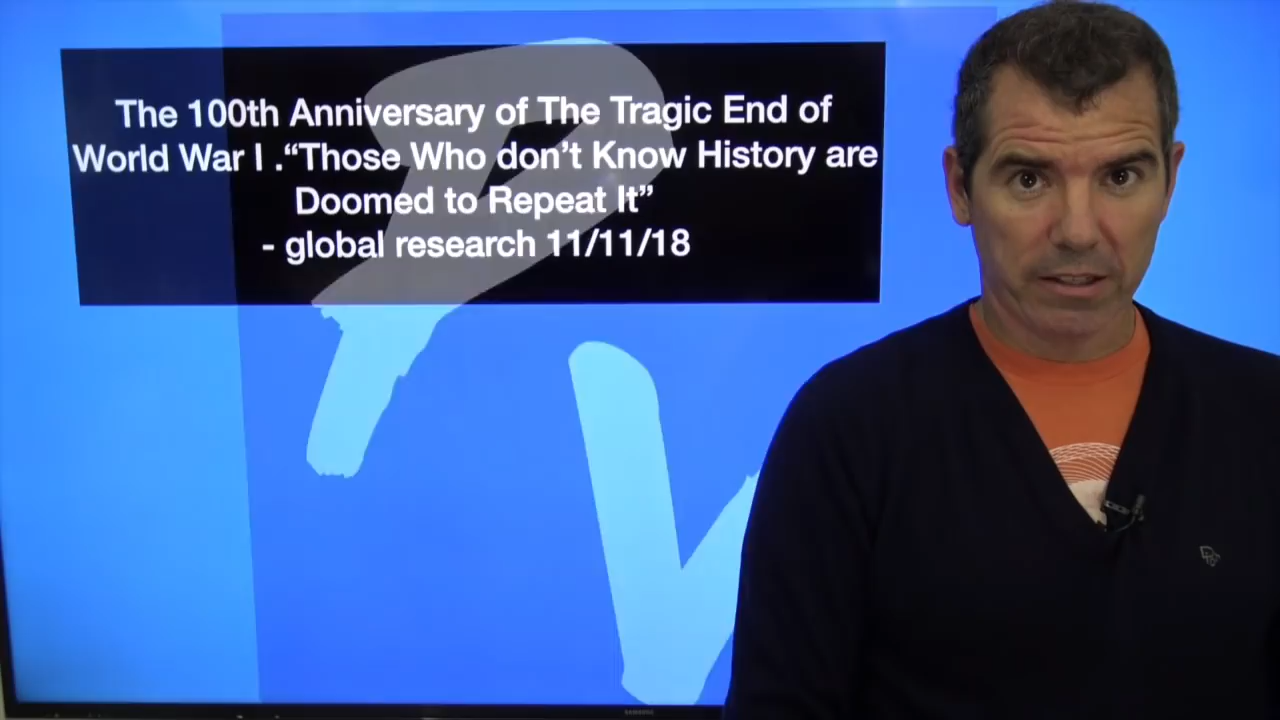 The 100th Anniversary of The Tragic End of
World War I .“Those Who don’t Know History are
Doomed to Repeat It”
- global research 11/11/18
SAMSUNG